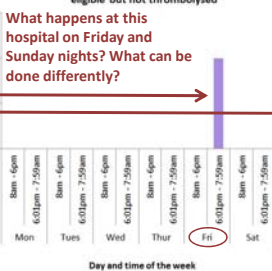 eligible but not thrombolysed
What happens at this
hospital on Friday and
Sunday nights? What can be
done differently?
8am - 6pm
6:01pm - 7:59am
8am - 6pm
6:01pm - 7:59am
8am - 6pm
6:01pm - 7:59am
8am - 6pm
6:01pm - 7:59am
8am - 6pm
6:01pm - 7:59am
8am - 6pm
6:01pm - 7:59am
Mon Tues Wed Thur Fri Sat
Day and time of the week